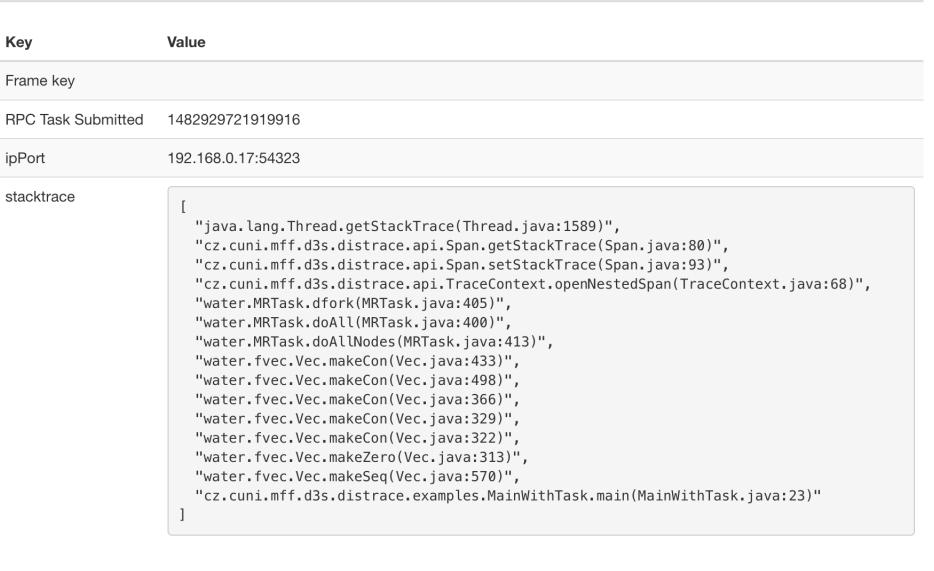 Key Value
Frame key
RPC Task Submitted 1482929721919916
ipPort 192.168.0.17:54323
stacktrace
[
"java.lang.Thread.getStackTrace(Thread.java:1589)",
"cz.cuni.mff.d3s.distrace.api.Span.getStackTrace(Span.java:80)",
"cz.cuni.mff.d3s.distrace.api.Span.setStackTrace(Span.java:93)",
"cz.cuni.mff.d3s.distrace.api.TraceContext.openNestedSpan(TraceContext.java:68)",
"water.MRTask.dfork(MRTask.java:405)",
"water.MRTask.doAll(MRTask.java:400)",
"water.MRTask.doAllNodes(MRTask.java:413)",
"water.fvec.Vec.makeCon(Vec.java:433)",
"water.fvec.Vec.makeCon(Vec.java:498)",
"water.fvec.Vec.makeCon(Vec.java:366)",
"water.fvec.Vec.makeCon(Vec.java:329)",
"water.fvec.Vec.makeCon(Vec.java:322)",
"water.fvec.Vec.makeZero(Vec.java:313)",
"water.fvec.Vec.makeSeq(Vec.java:570)",
"cz.cuni.mff.d3s.distrace.examples.MainWithTask.main(MainWithTask.java:23)"
]